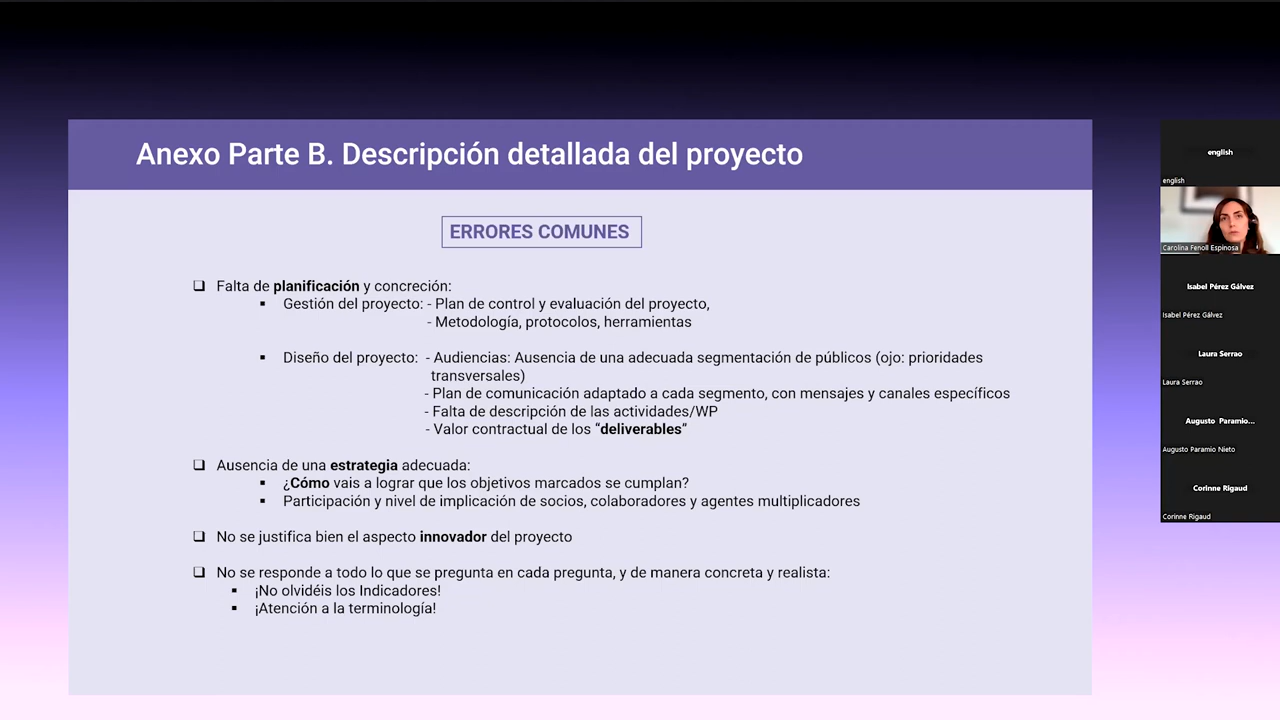 Anexo Parte B. Descripción detallada del proyecto
ERRORES COMUNES
❑ Falta de planificación y concreción:
▪ Gestión del proyecto: - Plan de control y evaluación del proyecto,
- Metodología, protocolos, herramientas
▪ Diseño del proyecto: - Audiencias: Ausencia de una adecuada segmentación de públicos (ojo: prioridades
transversales)
- Plan de comunicación adaptado a cada segmento, con mensajes y canales específicos
- Falta de descripción de las actividades/WP
- Valor contractual de los “deliverables”
❑ Ausencia de una estrategia adecuada:
▪ ¿Cómo vais a lograr que los objetivos marcados se cumplan?
▪ Participación y nivel de implicación de socios, colaboradores y agentes multiplicadores
❑ No se justifica bien el aspecto innovador del proyecto
❑ No se responde a todo lo que se pregunta en cada pregunta, y de manera concreta y realista:
▪ ¡No olvidéis los Indicadores!
▪ ¡Atención a la terminología!
english
english
Carolina Fenoll Espinosa
Isabel Pérez Gálvez
Isabel Pérez Gálvez
Laura Serrao
Laura Serrao
Augusto Paramio...
Augusto Paramio Nieto
Corinne Rigaud
Corinne Rigaud